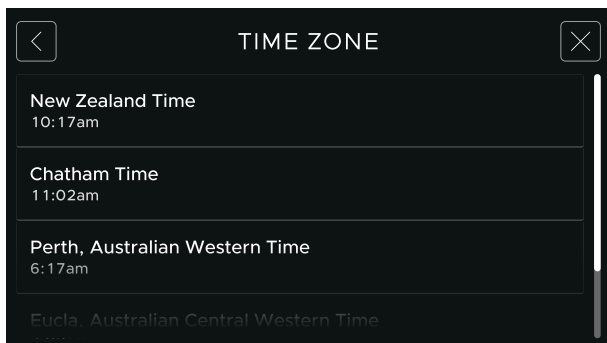 TIME ZONE
New Zealand Time
10:17am
Chatham Time
11:02am
Perth, Australian Western Time
6:17am
Eucla, Australian Central Western Time